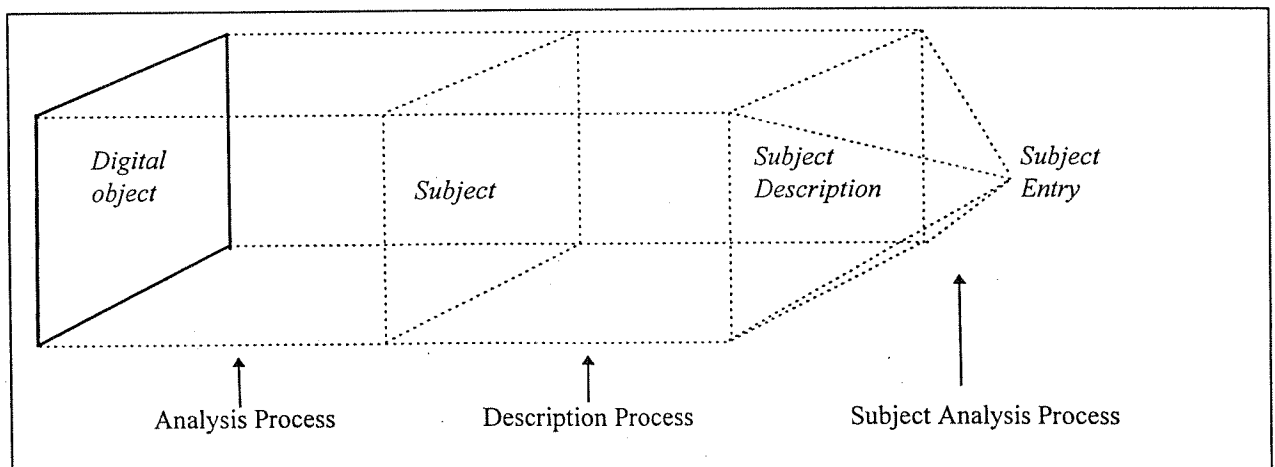 Digital
object
Subject
Subject
Description
Subject
Entry
Analysis Process
Description Process
Subject Analysis Process